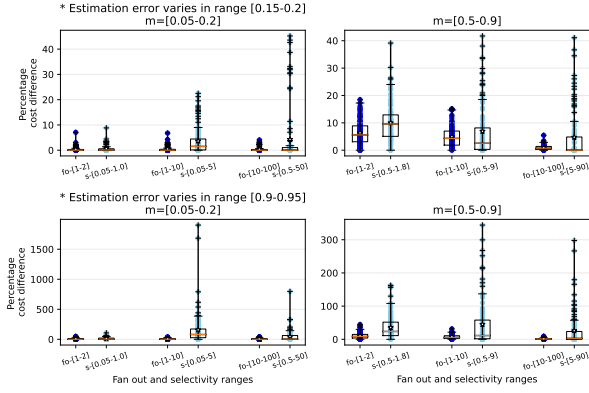 * Estimation error varies in range [0.15-0.2]
m=[0.05-0.2]
m=[0.5-0.9]
Percentage
cost difference
40
30
20
10
0
40
30
20
10
0
fo-[1-2]
s-[0.05-1.0]
fo-[1-10]
s-[0.05-5]
fo-[10-100]
s-[0.5-50]
fo-[1-2]
s-[0.5-1.8]
fo-[1-10]
s-[0.5-9]
fo-[10-100]
s-[5-90]
* Estimation error varies in range [0.9-0.95]
m=[0.05-0.2]
m=[0.5-0.9]
Percentage
cost difference
1500
1000
500
0
300
200
100
0
fo-[1-2]
s-[0.05-1.0]
fo-[1-10]
s-[0.05-5]
fo-[10-100]
s-[0.5-50]
fo-[1-2]
s-[0.5-1.8]
fo-[1-10]
s-[0.5-9]
fo-[10-100]
s-[5-90]
Fan out and selectivity ranges
Fan out and selectivity ranges